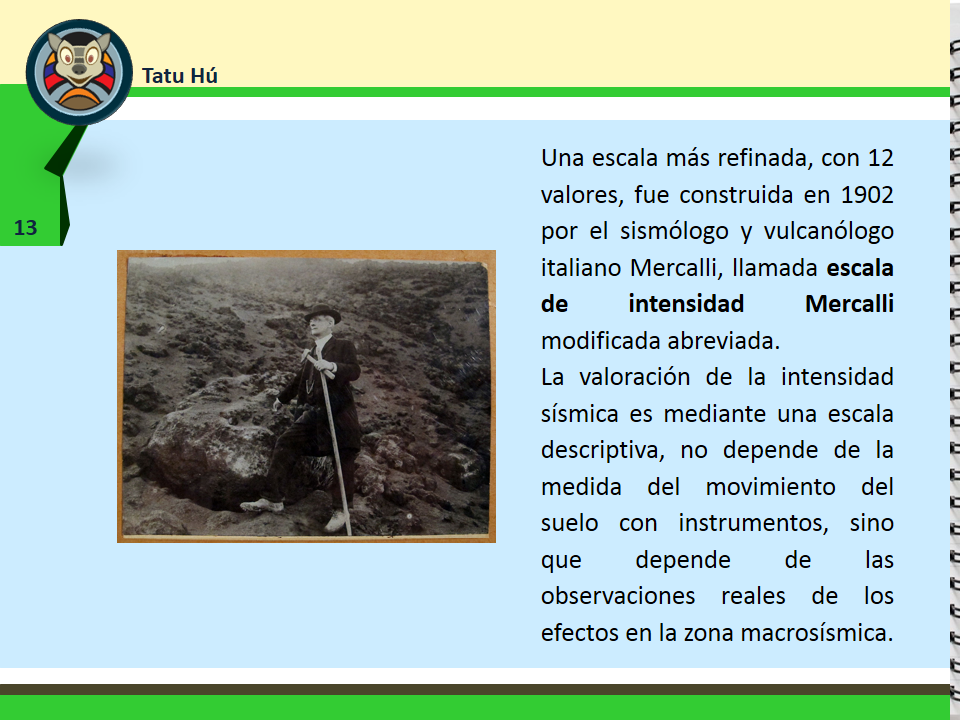 Tatu Hú
13
Una escala más refinada, con 12
valores, fue construida en 1902
por el sismólogo y vulcanólogo
italiano Mercalli, llamada escala
de intensidad Mercalli
modificada abreviada.
La valoración de la intensidad
sísmica es mediante una escala
descriptiva, no depende de la
medida del movimiento del
suelo con instrumentos, sino
que depende de las
observaciones reales de los
efectos en la zona macrosísmica.